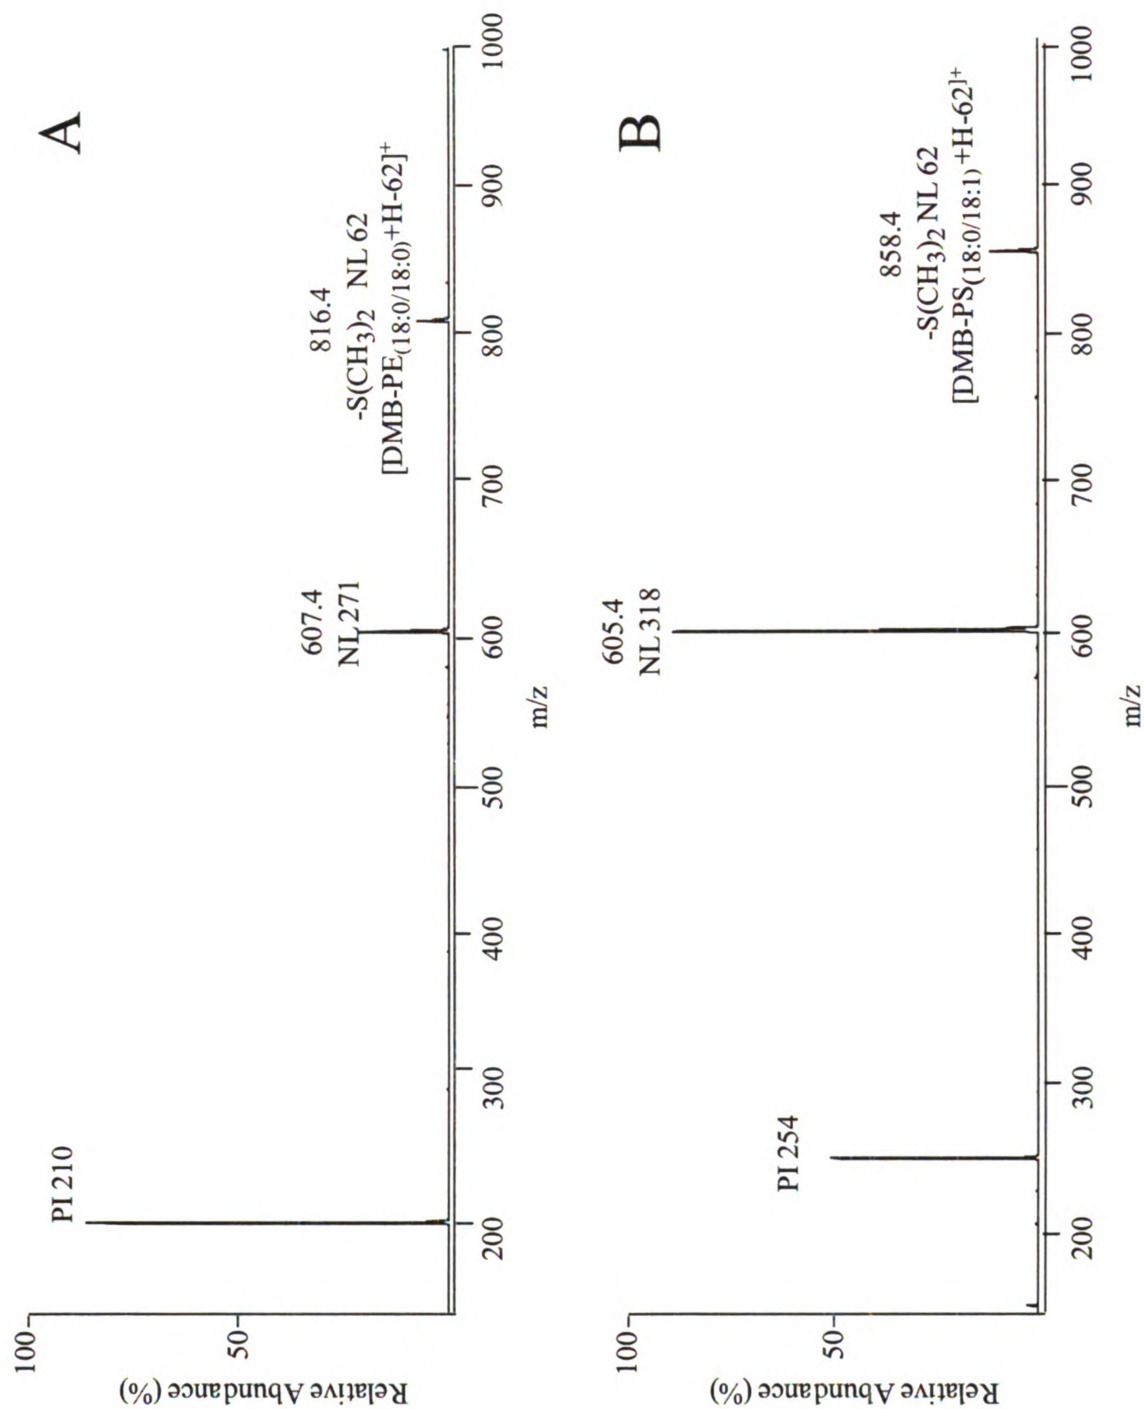 A
100
50
Relative Abundance (%)
PI 210
607.4
NL 271
816.4
-S(CH3)2 NL 62
[DMB-PE(18:0/18:0)+H-62]+
200
300
400
500
600
700
800
900
1000
m/z
B
100
50
Relative Abundance (%)
PI 254
605.4
NL 318
858.4
-S(CH3)2 NL 62
[DMB-PS(18:0/18:1)+H-62]+
200
300
400
500
600
700
800
900
1000
m/z